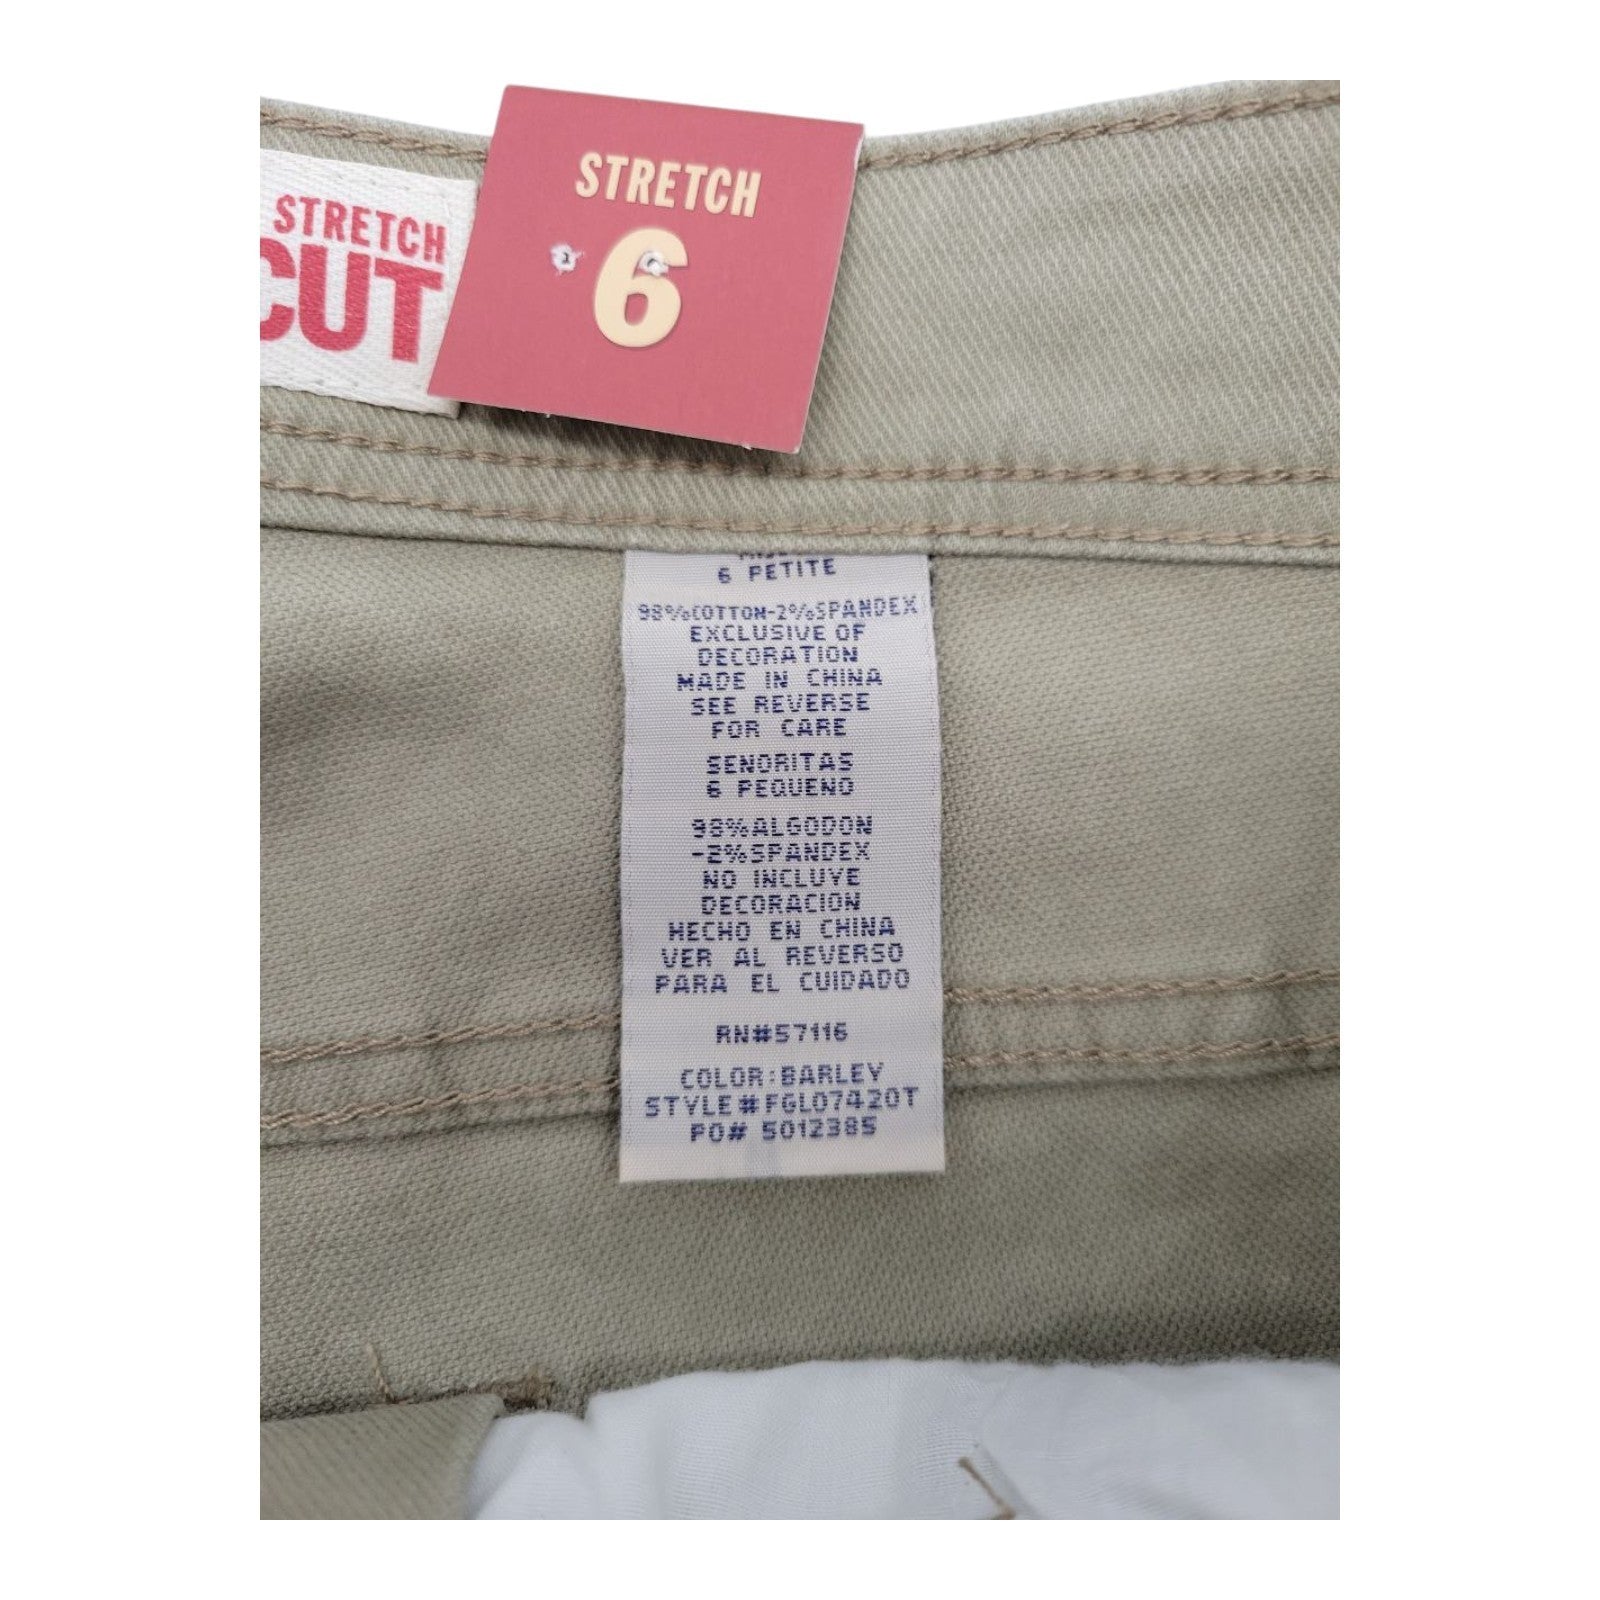 STRETCH
CUT
STRETCH
6
6 PETITE
98%COTTON-2%SPANDEX
EXCLUSIVE OF
DECORATION
MADE IN CHINA
SEE REVERSE
FOR CARE
SENORITAS
6 PEQUENO
98%ALGODON
-2%SPANDEX
NO INCLUYE
DECORACION
HECHO EN CHINA
VER AL REVERSO
PARA EL CUIDADO
RN#57116
COLOR:BARLEY
STYLE#FGL07420T
PO# 5012385